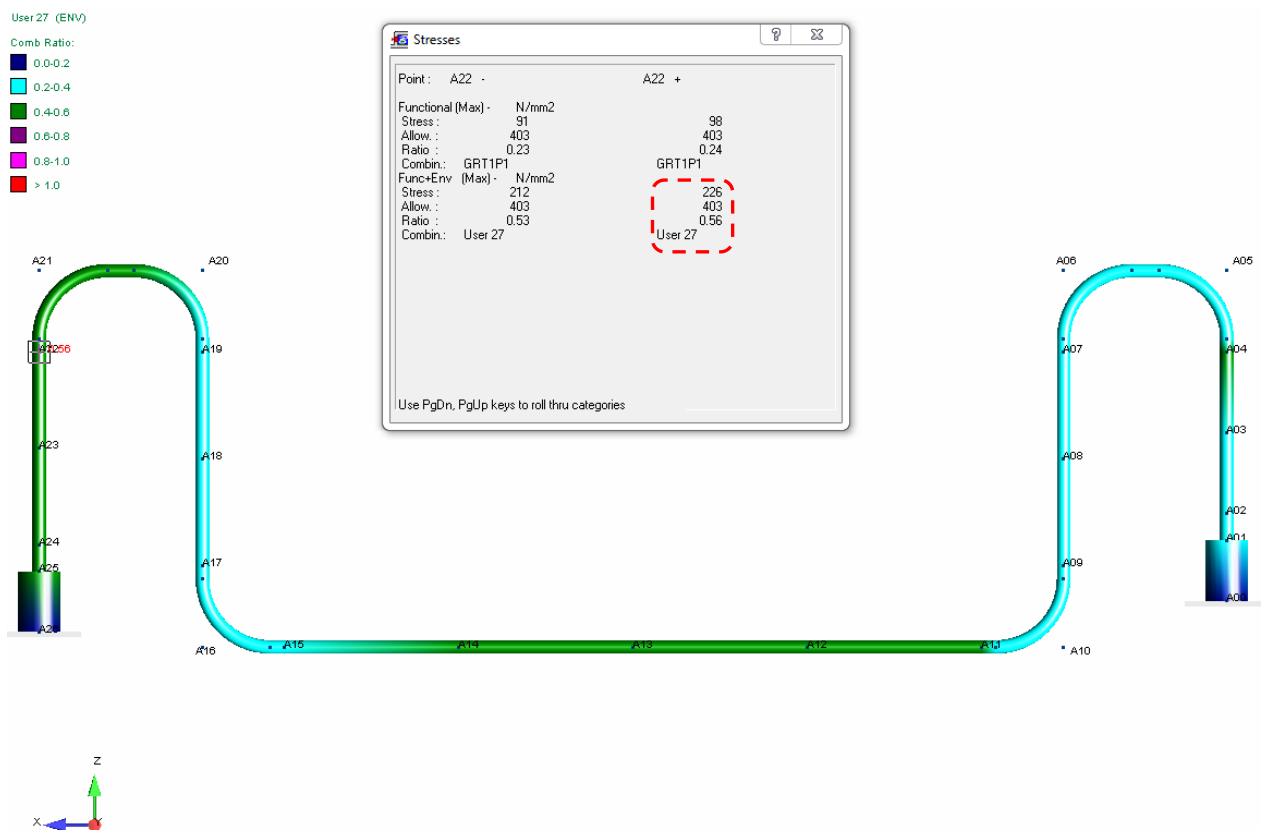 User 27 (ENV)
Comb Ratio:
0.0-0.2
0.2-0.4
0.4-0.6
0.6-0.8
0.8-1.0
> 1.0
Stresses
Point : A22 - A22 +
Functional (Max) - N/mm2
Stress : 91 98
Allow. : 403 403
Ratio : 0.23 0.24
Combin.: GRT1P1 GRT1P1
Func+Env (Max) - N/mm2
Stress : 212 226
Allow. : 403 403
Ratio : 0.53 0.56
Combin.: User 27 User 27
Use PgDn, PgUp keys to roll thru categories
A21 A20 A06 A05
A19 A07 A04
A23 A18 A08 A03
A02
A24 A17 A09 A01
A25
A00
A26
A16 A15 A14 A13 A12 A11 A10
Z
X
Y